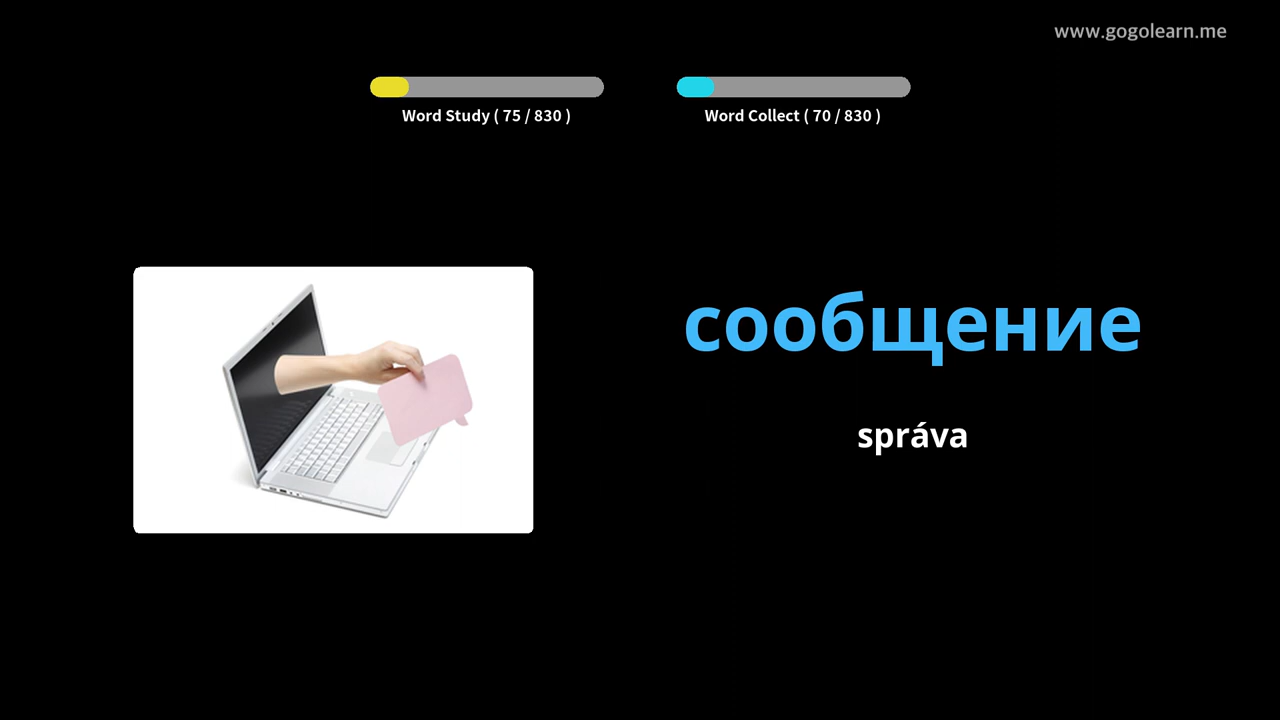 www.gogolearn.me
Word Study ( 75 / 830 )
Word Collect ( 70 / 830 )
сообщение
správa